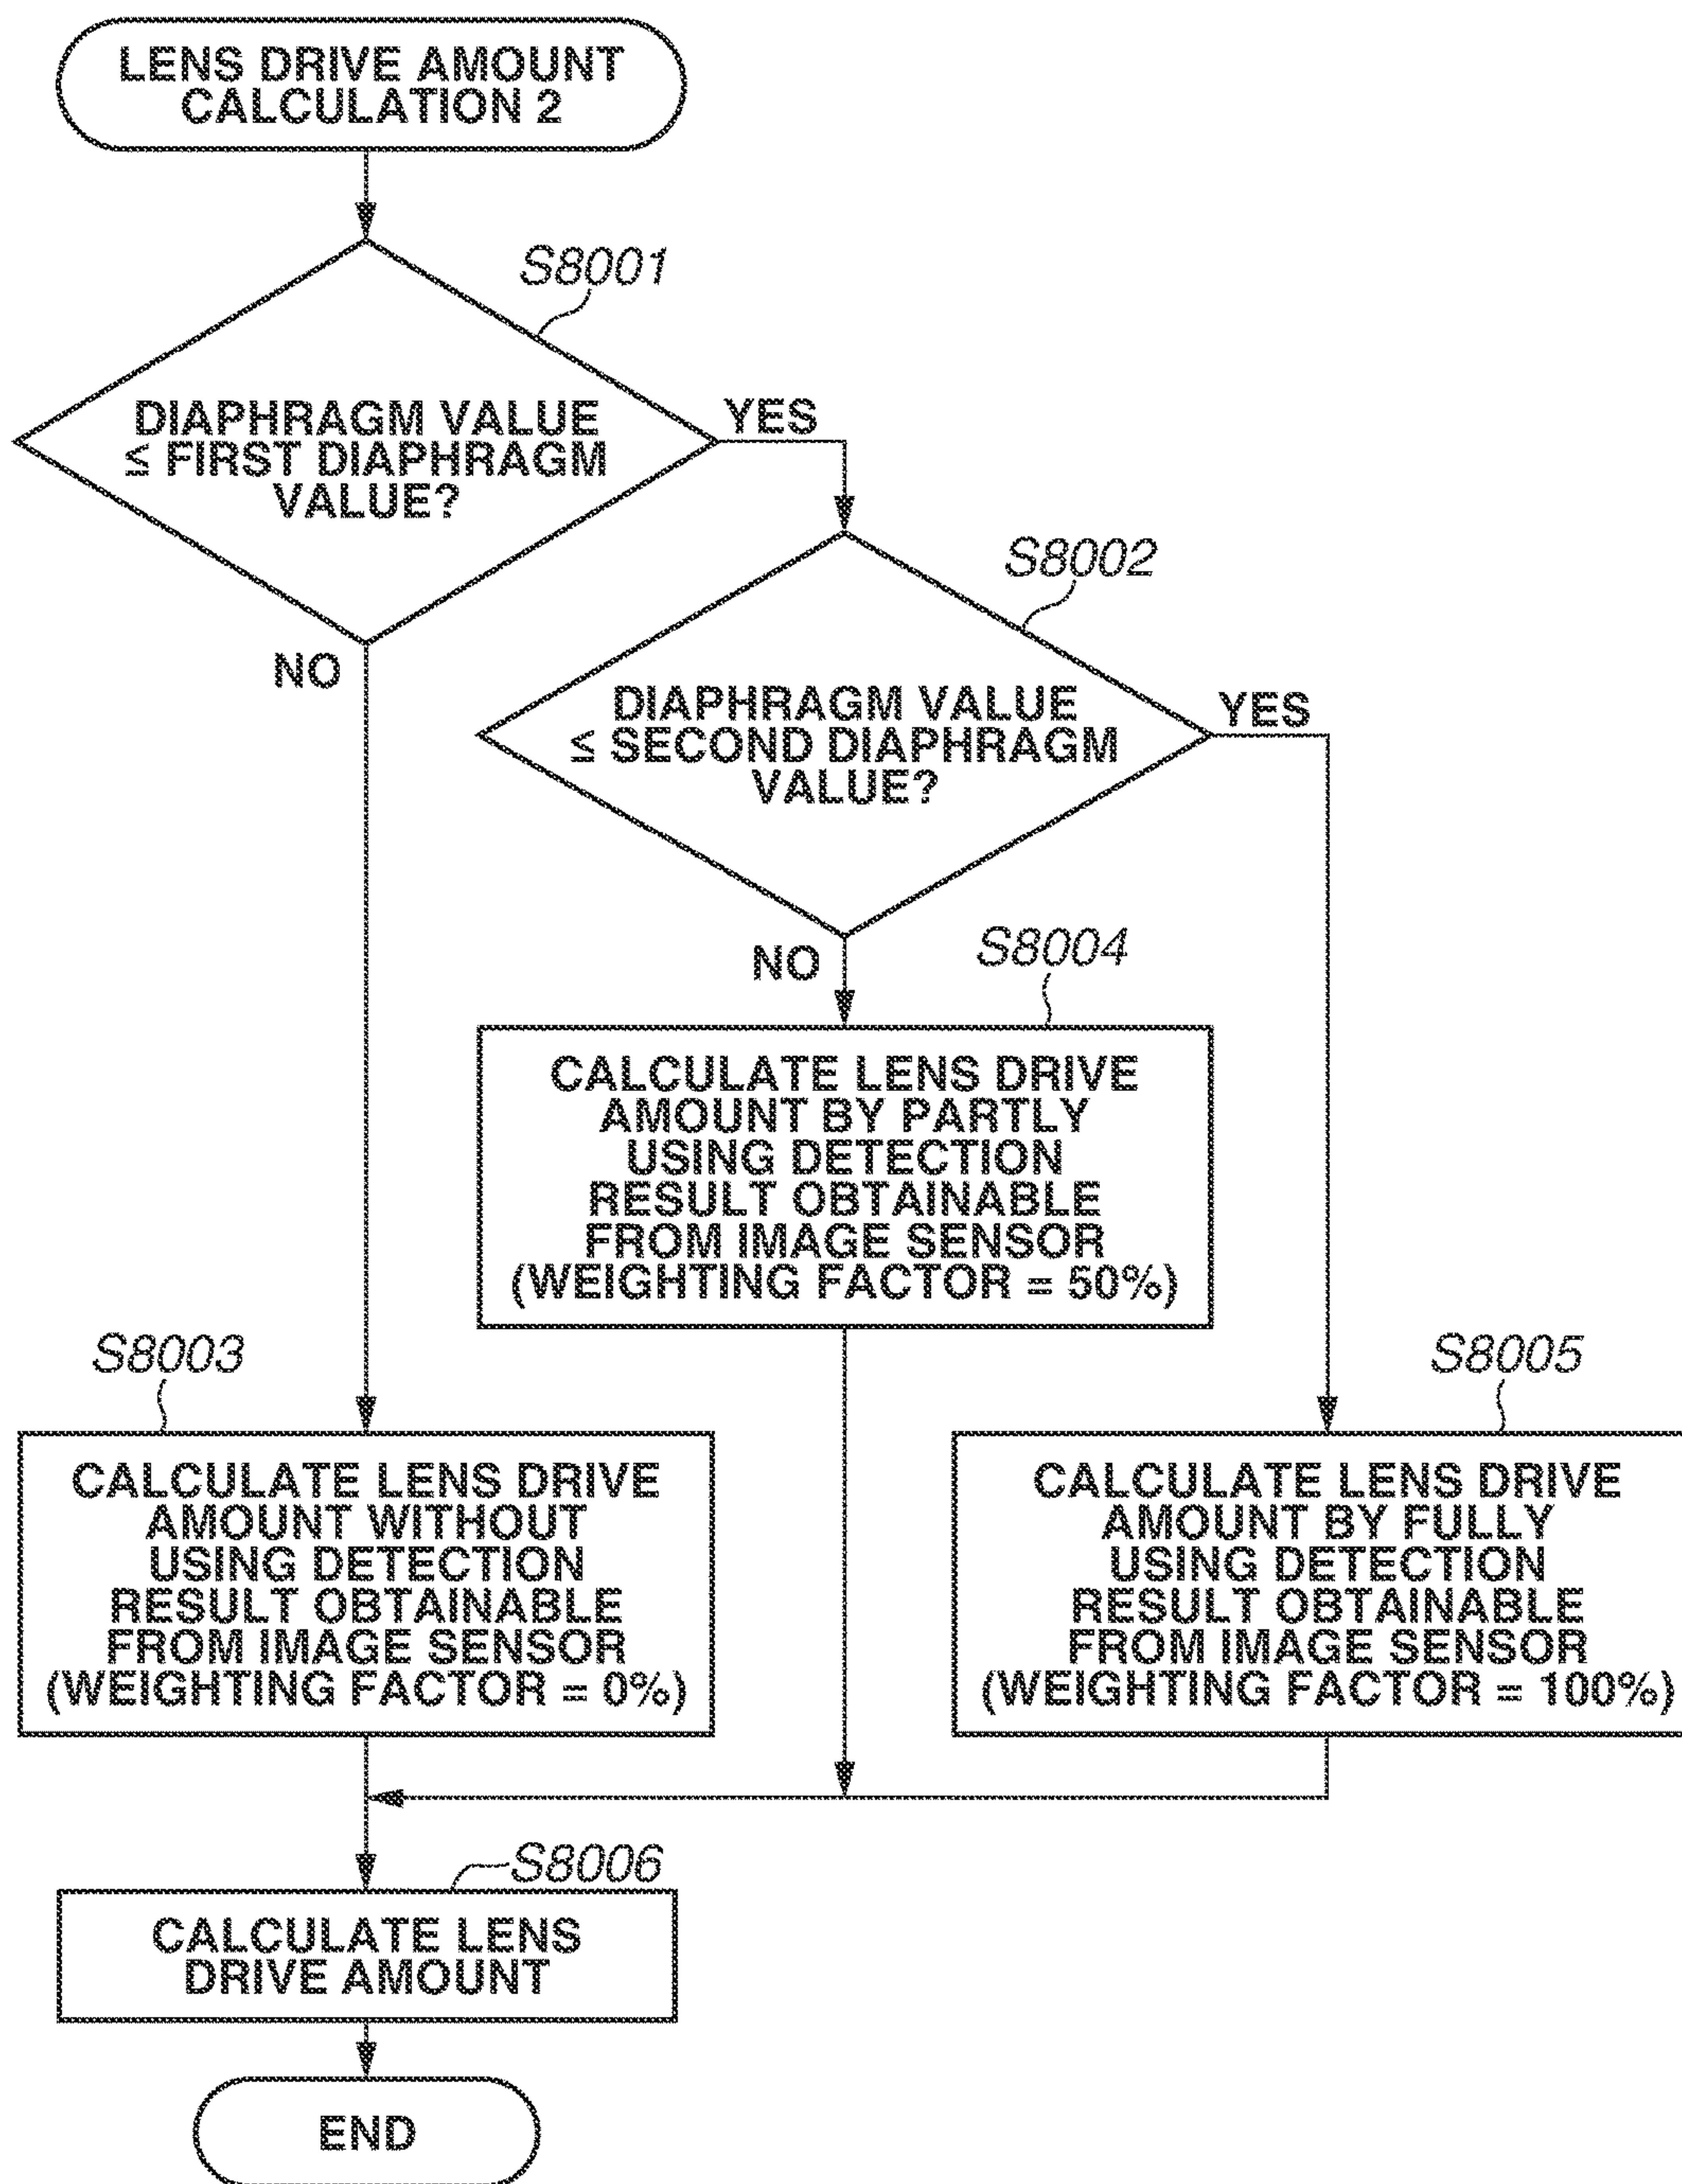 LENS DRIVE AMOUNT
CALCULATION 2
S8001
DIAPHRAGM VALUE
≤ FIRST DIAPHRAGM
VALUE?
YES
NO
S8002
DIAPHRAGM VALUE
≤ SECOND DIAPHRAGM
VALUE?
YES
NO
S8004
CALCULATE LENS DRIVE
AMOUNT BY PARTLY
USING DETECTION
RESULT OBTAINABLE
FROM IMAGE SENSOR
(WEIGHTING FACTOR = 50%)
S8003
CALCULATE LENS DRIVE
AMOUNT WITHOUT
USING DETECTION
RESULT OBTAINABLE
FROM IMAGE SENSOR
(WEIGHTING FACTOR = 0%)
S8005
CALCULATE LENS DRIVE
AMOUNT BY FULLY
USING DETECTION
RESULT OBTAINABLE
FROM IMAGE SENSOR
(WEIGHTING FACTOR = 100%)
S8006
CALCULATE LENS
DRIVE AMOUNT
END